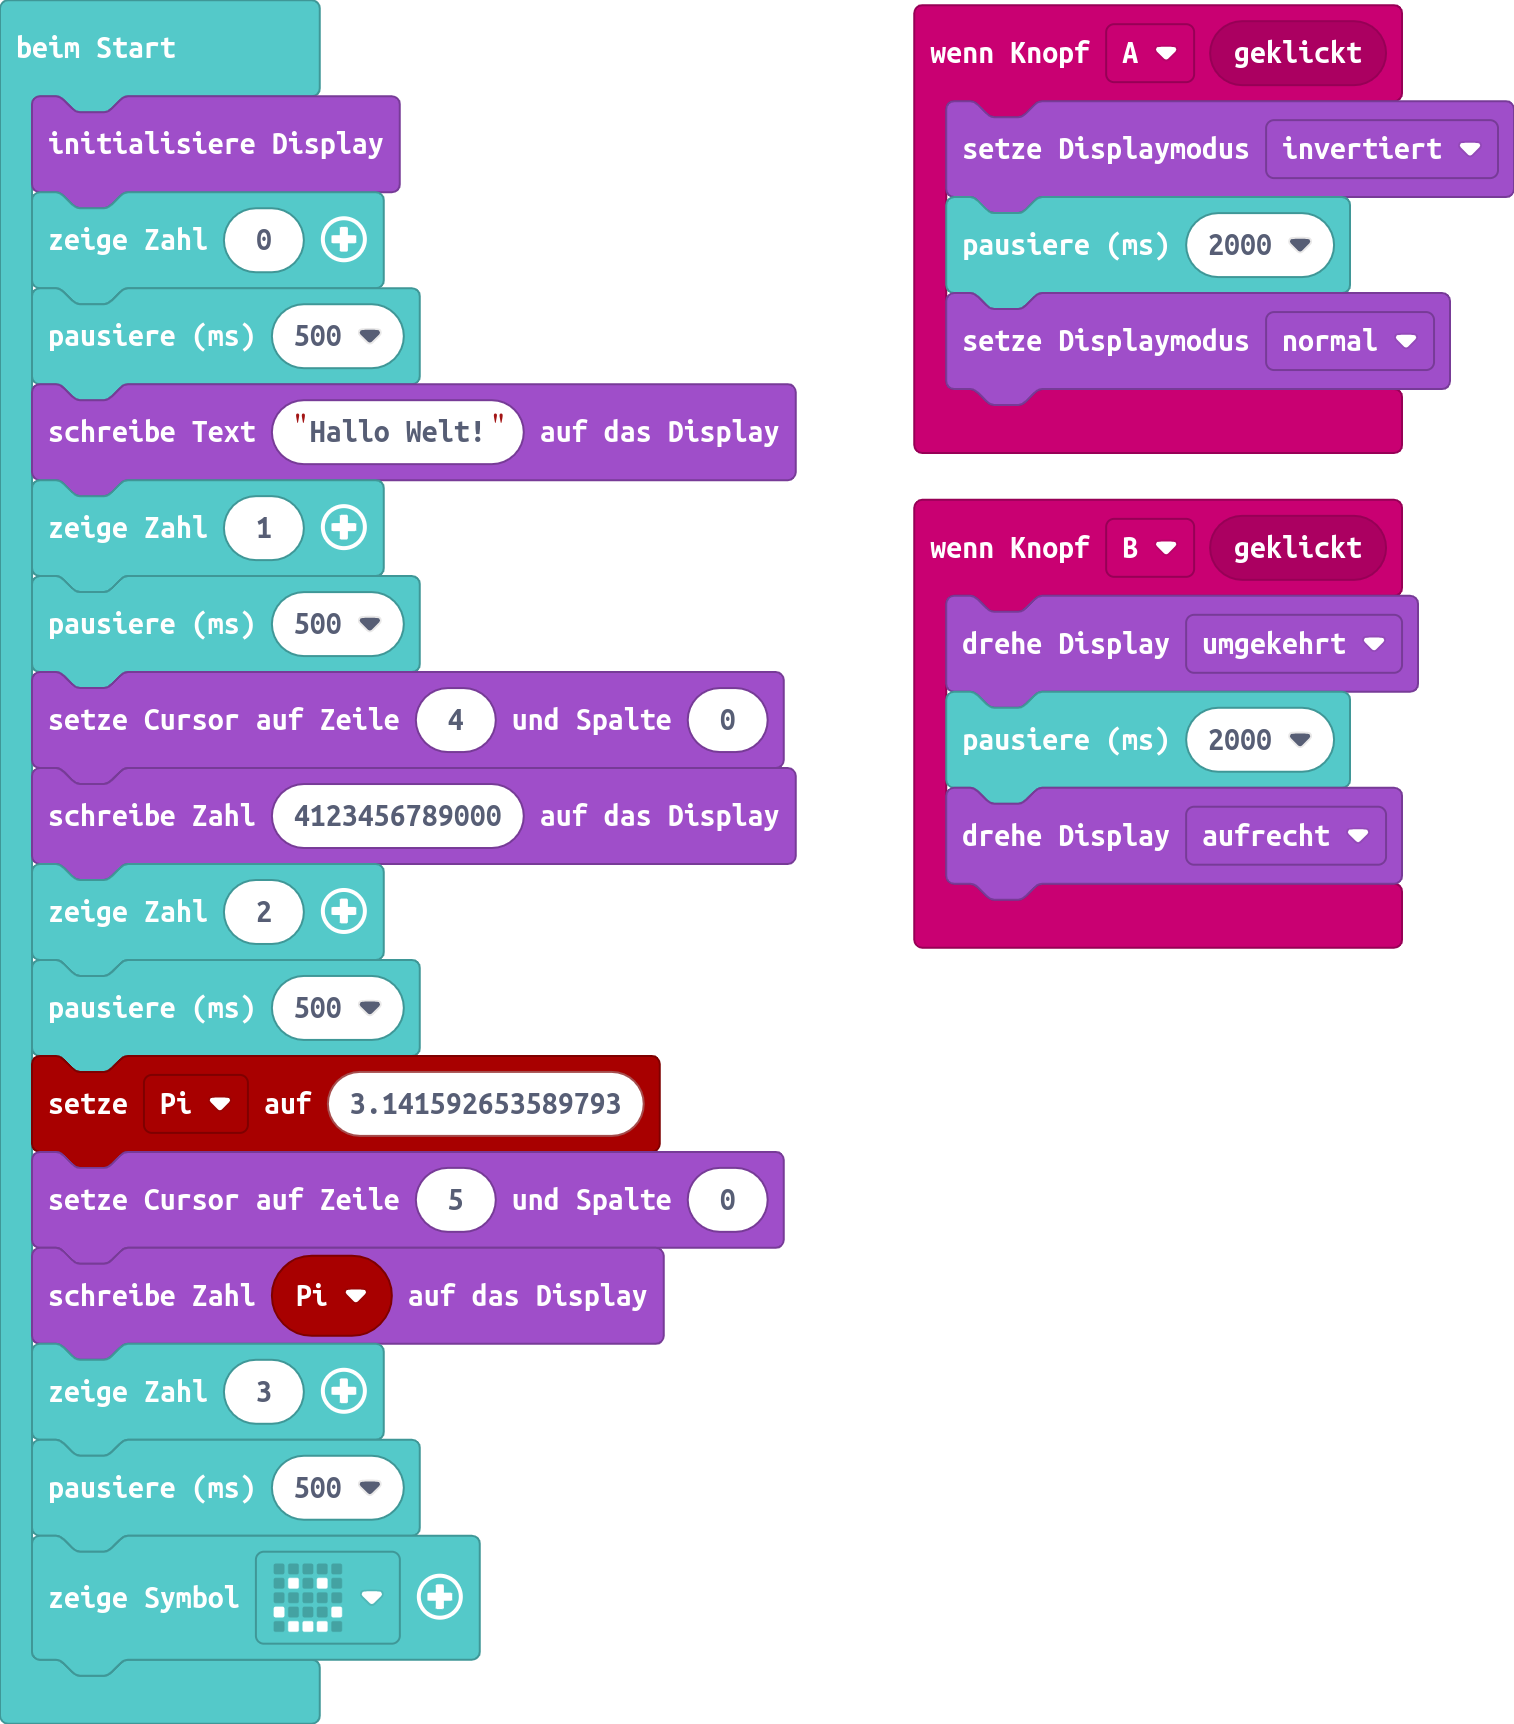 beim Start
initialisiere Display
zeige Zahl 0
pausiere (ms) 500
schreibe Text "Hallo Welt!" auf das Display
zeige Zahl 1
pausiere (ms) 500
setze Cursor auf Zeile 4 und Spalte 0
schreibe Zahl 4123456789000 auf das Display
zeige Zahl 2
pausiere (ms) 500
setze Pi auf 3.141592653589793
setze Cursor auf Zeile 5 und Spalte 0
schreibe Zahl Pi auf das Display
zeige Zahl 3
pausiere (ms) 500
zeige Symbol
wenn Knopf A geklickt
setze Displaymodus invertiert
pausiere (ms) 2000
setze Displaymodus normal
wenn Knopf B geklickt
drehe Display umgekehrt
pausiere (ms) 2000
drehe Display aufrecht